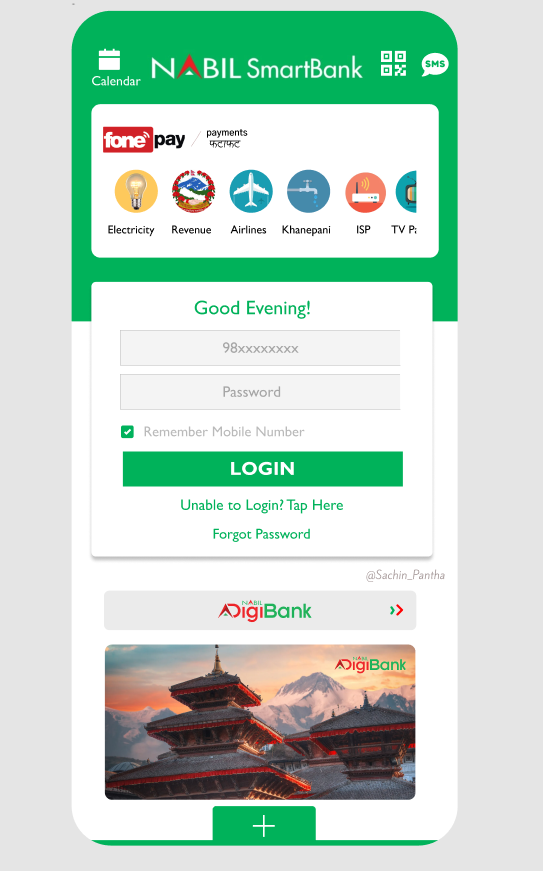 Calendar
NABIL SmartBank
SMS
fonepay / payments
फटाफट
Electricity Revenue Airlines Khanepani ISP TV Pa
Good Evening!
98xxxxxxxx
Password
Remember Mobile Number
LOGIN
Unable to Login? Tap Here
Forgot Password
@Sachin_Pantha
NABIL
DigiBank
NABIL
DigiBank